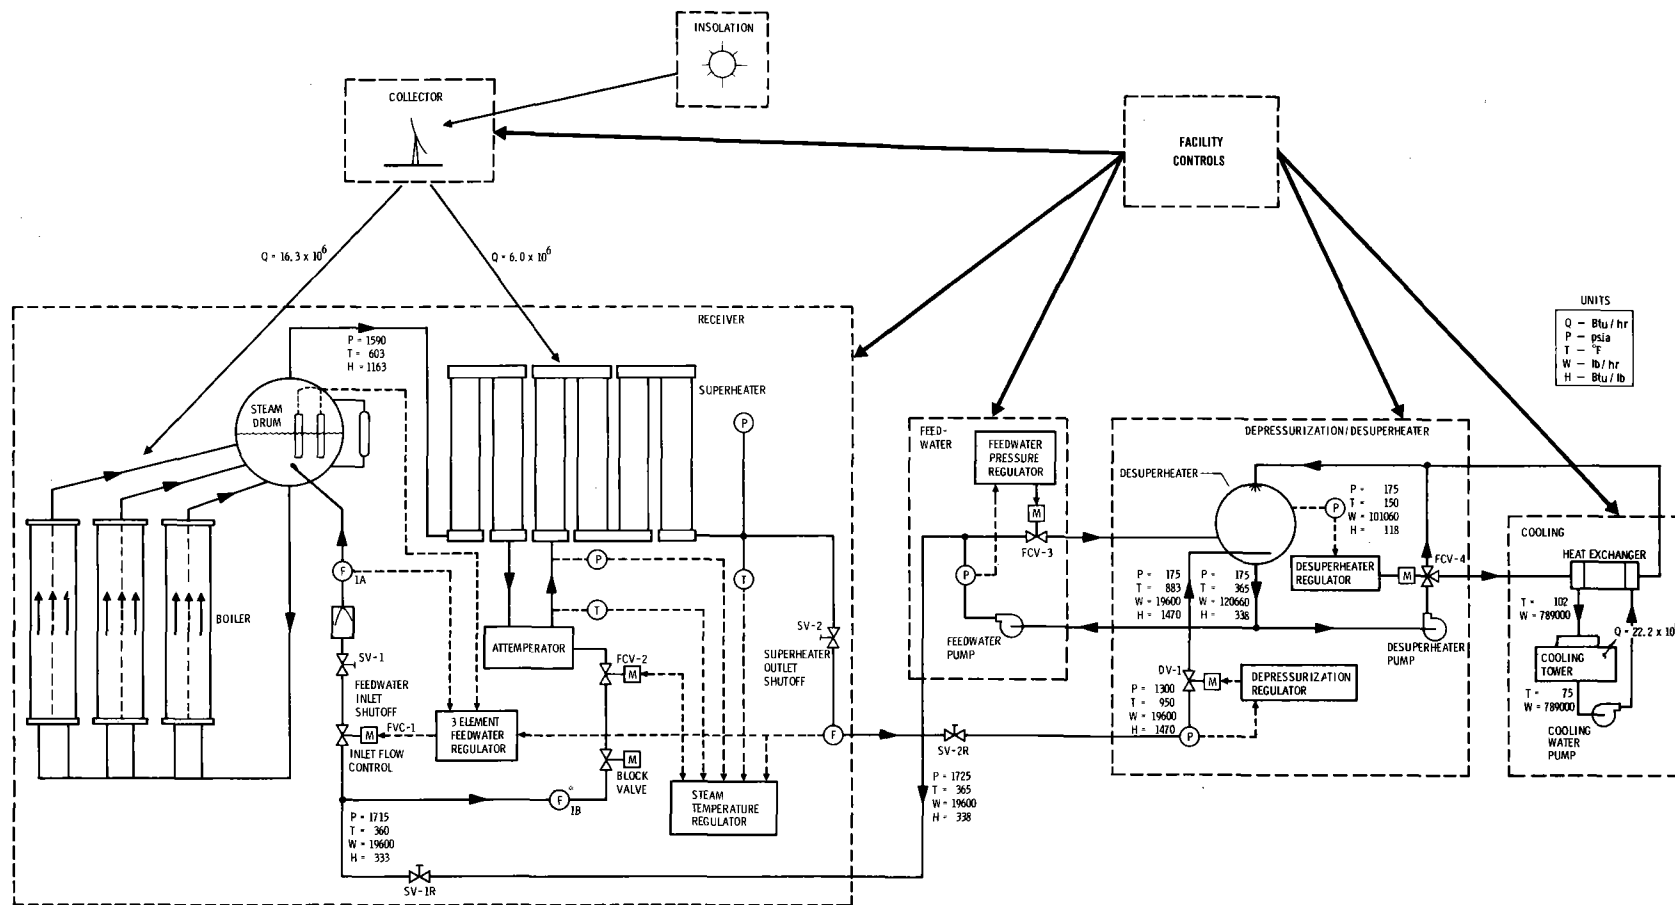 INSOLATION
COLLECTOR
FACILITY
CONTROLS
Q = 16.3 x 10^6
Q = 6.0 x 10^6
UNITS
Q – Btu/hr
P – psia
T – °F
W – lb/hr
H – Btu/lb
RECEIVER
P = 1590
T = 603
H = 1163
STEAM
DRUM
SUPERHEATER
P
BOILER
F
1A
SV-1
FEEDWATER
INLET
SHUTOFF
FVC-1
M
INLET FLOW
CONTROL
3 ELEMENT
FEEDWATER
REGULATOR
P
T
T
ATTEMPERATOR
FCV-2
M
SV-2
SUPERHEATER
OUTLET
SHUTOFF
F
M
BLOCK
VALVE
F
1B
STEAM
TEMPERATURE
REGULATOR
P = 1715
T = 360
W = 19600
H = 333
SV-1R
SV-2R
P = 1725
T = 365
W = 19600
H = 338
FEED-
WATER
FEEDWATER
PRESSURE
REGULATOR
M
FCV-3
P
FEEDWATER
PUMP
DEPRESSURIZATION/DESUPERHEATER
DESUPERHEATER
P
P = 175
T = 150
W = 101060
H = 118
DESUPERHEATER
REGULATOR
M
FCV-4
P = 175
T = 883
W = 19600
H = 1470
P = 175
T = 365
W = 120660
H = 338
DESUPERHEATER
PUMP
DV-1
M
DEPRESSURIZATION
REGULATOR
P = 1300
T = 950
W = 19600
H = 1470
P
COOLING
HEAT EXCHANGER
T = 102
W = 789000
Q = 22.2 x 10
COOLING
TOWER
T = 75
W = 789000
COOLING
WATER
PUMP